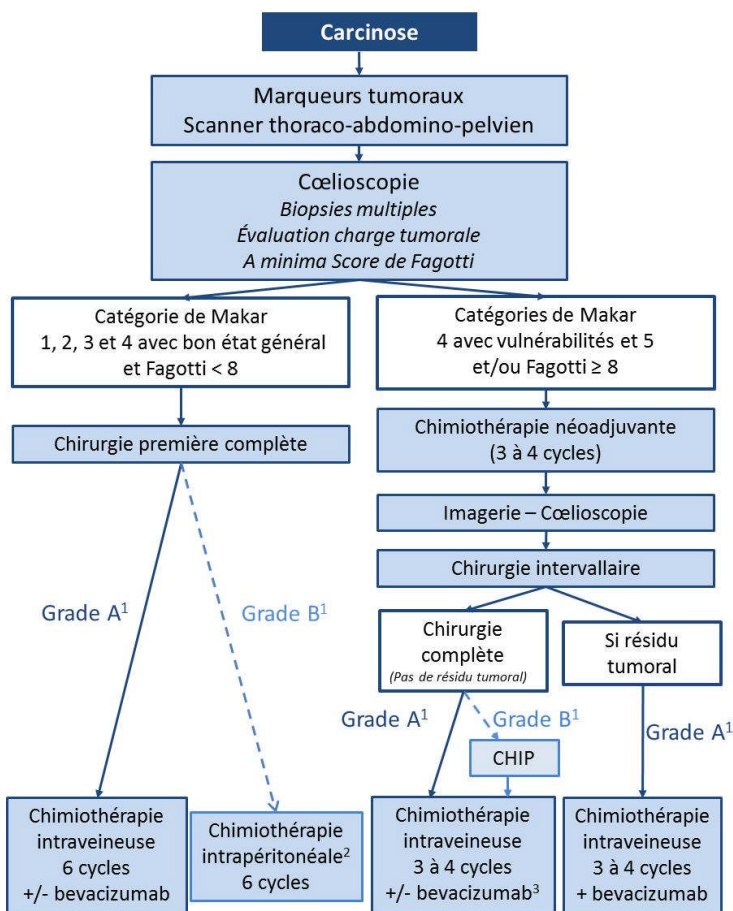 Carcinose
Marqueurs tumoraux
Scanner thoraco-abdomino-pelvien
Cœlioscopie
Biopsies multiples
Évaluation charge tumorale
A minima Score de Fagotti
Catégorie de Makar
1, 2, 3 et 4 avec bon état général
et Fagotti < 8
Catégories de Makar
4 avec vulnérabilités et 5
et/ou Fagotti ≥ 8
Chirurgie première complète
Chimiothérapie néoadjuvante
(3 à 4 cycles)
Imagerie – Cœlioscopie
Chirurgie intervallaire
Grade A¹
Grade B¹
Chirurgie
complète
(Pas de résidu tumoral)
Si résidu
tumoral
Grade A¹
Grade B¹
Grade A¹
CHIP
Chimiothérapie
intraveineuse
6 cycles
+/- bevacizumab
Chimiothérapie
intrapéritonéale²
6 cycles
Chimiothérapie
intraveineuse
3 à 4 cycles
+/- bevacizumab³
Chimiothérapie
intraveineuse
3 à 4 cycles
+ bevacizumab